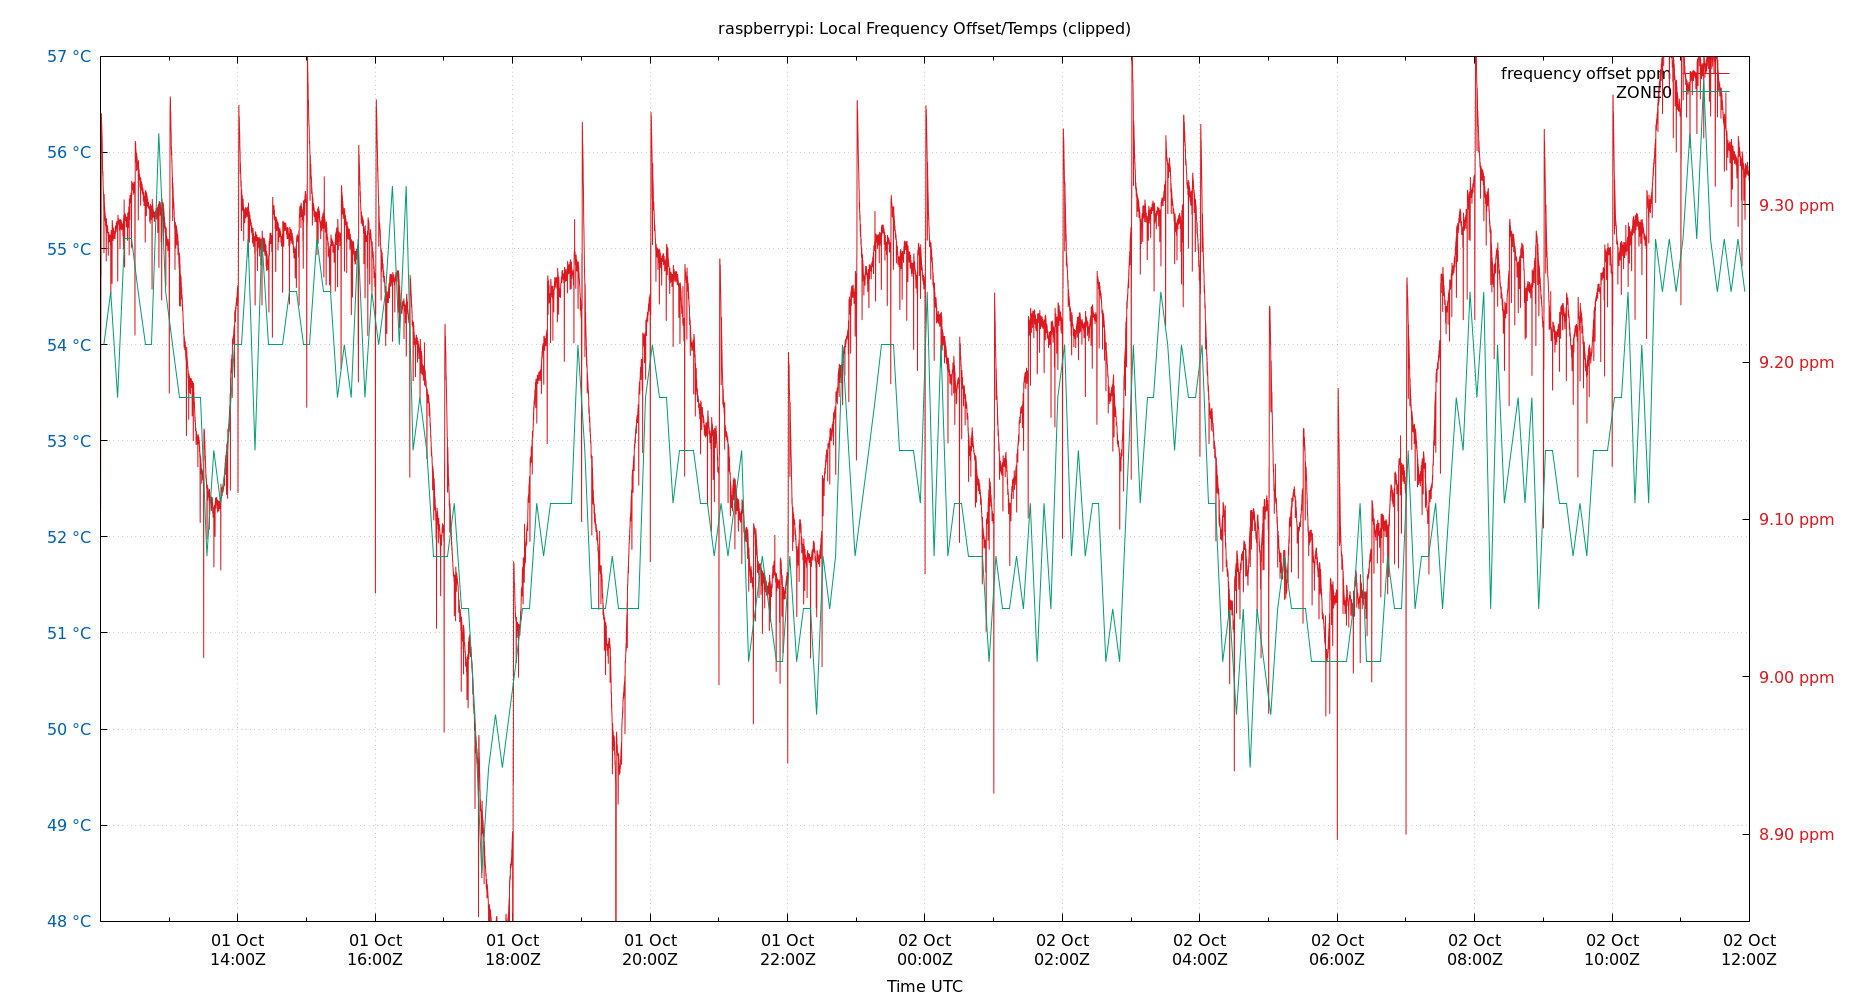 raspberrypi: Local Frequency Offset/Temps (clipped)
57 °C
56 °C
55 °C
54 °C
53 °C
52 °C
51 °C
50 °C
49 °C
48 °C
frequency offset ppm
ZONE0
9.30 ppm
9.20 ppm
9.10 ppm
9.00 ppm
8.90 ppm
01 Oct
14:00Z
01 Oct
16:00Z
01 Oct
18:00Z
01 Oct
20:00Z
01 Oct
22:00Z
02 Oct
00:00Z
02 Oct
02:00Z
02 Oct
04:00Z
02 Oct
06:00Z
02 Oct
08:00Z
02 Oct
10:00Z
02 Oct
12:00Z
Time UTC